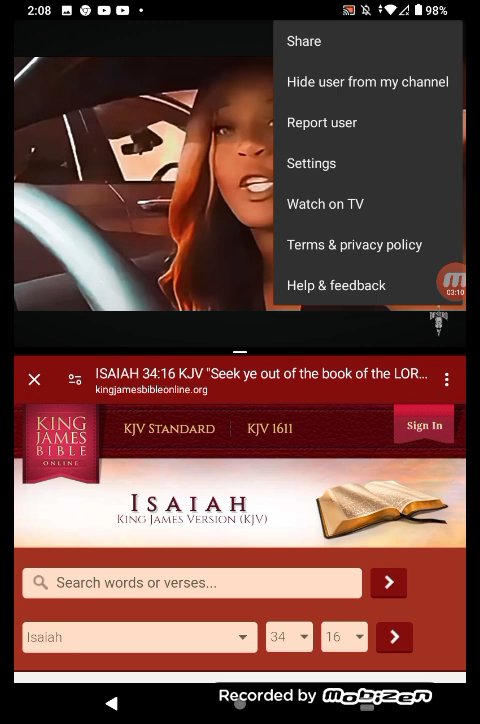 2:08
98%
Share
Hide user from my channel
Report user
Settings
Watch on TV
Terms & privacy policy
Help & feedback
03:10
ISAIAH 34:16 KJV "Seek ye out of the book of the LOR...
kingjamesbibleonline.org
KING
JAMES
BIBLE
ONLINE
KJV STANDARD
KJV 1611
Sign In
ISAIAH
KING JAMES VERSION (KJV)
Search words or verses...
Isaiah
34
16
Recorded by Mobizen